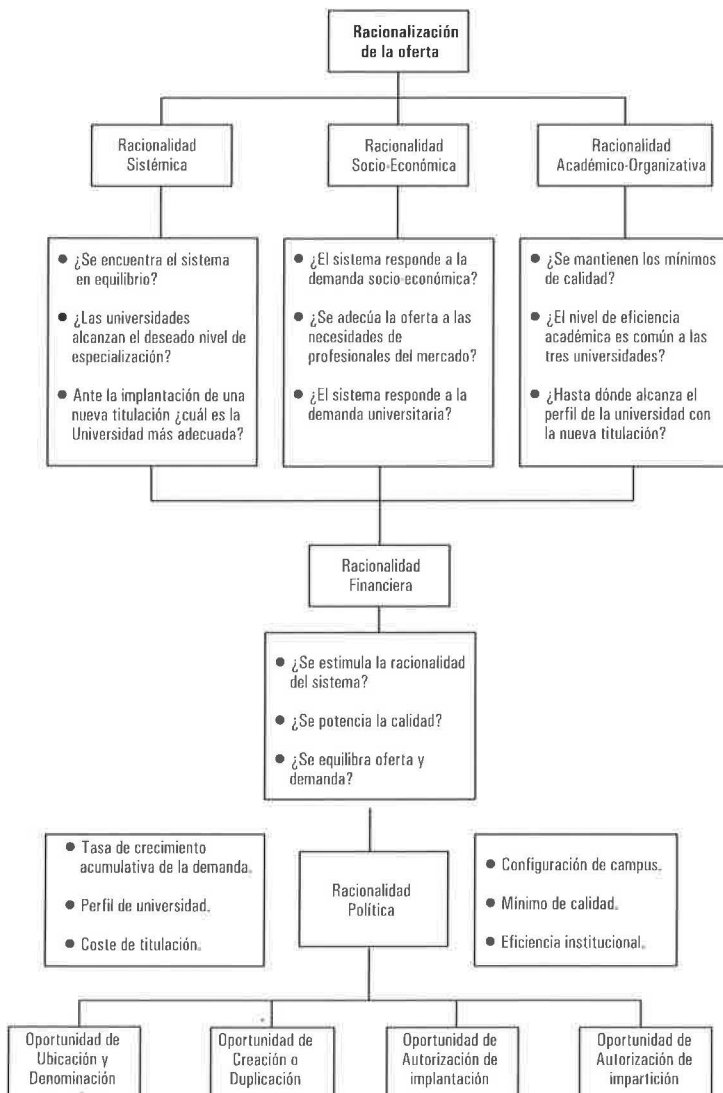 Racionalización
de la oferta
Racionalidad
Sistémica
Racionalidad
Socio-Económica
Racionalidad
Académico-Organizativa
● ¿Se encuentra el sistema
en equilibrio?
● ¿Las universidades
alcanzan el deseado nivel de
especialización?
● Ante la implantación de una
nueva titulación ¿cuál es la
Universidad más adecuada?
● ¿El sistema responde a la
demanda socio-económica?
● ¿Se adecúa la oferta a las
necesidades de
profesionales del mercado?
● ¿El sistema responde a la
demanda universitaria?
● ¿Se mantienen los mínimos
de calidad?
● ¿El nivel de eficiencia
académica es común a las
tres universidades?
● ¿Hasta dónde alcanza el
perfil de la universidad con
la nueva titulación?
Racionalidad
Financiera
● ¿Se estimula la racionalidad
del sistema?
● ¿Se potencia la calidad?
● ¿Se equilibra oferta y
demanda?
● Tasa de crecimiento
acumulativa de la demanda.
● Perfil de universidad.
● Coste de titulación.
Racionalidad
Política
● Configuración de campus.
● Mínimo de calidad.
● Eficiencia institucional.
Oportunidad de
Ubicación y
Denominación
Oportunidad de
Creación o
Duplicación
Oportunidad de
Autorización de
implantación
Oportunidad de
Autorización de
impartición